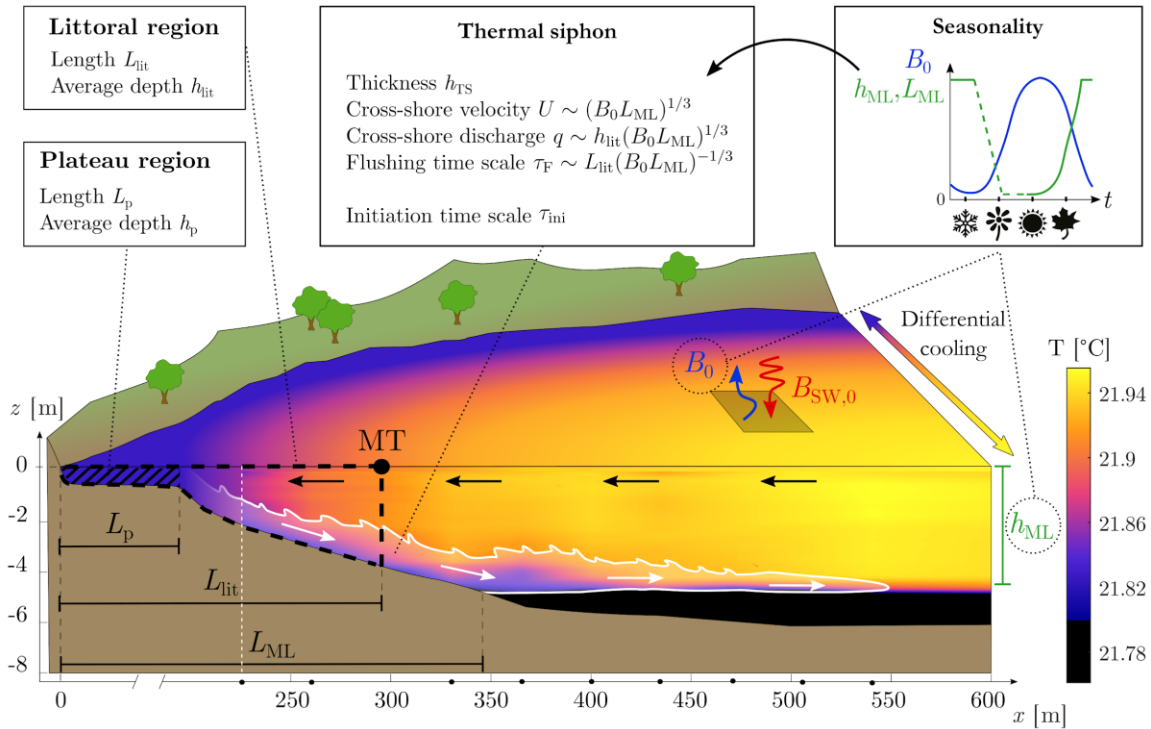 Littoral region
Length L_lit
Average depth h_lit
Plateau region
Length L_p
Average depth h_p
Thermal siphon
Thickness h_TS
Cross-shore velocity U ∼ (B_0 L_ML)^1/3
Cross-shore discharge q ∼ h_lit(B_0 L_ML)^1/3
Flushing time scale τ_F ∼ L_lit(B_0 L_ML)^−1/3
Initiation time scale τ_ini
Seasonality
B_0
h_ML, L_ML
0
t
Differential
cooling
B_0
B_SW,0
T [°C]
21.94
21.9
21.86
21.82
21.78
z [m]
0
-2
-4
-6
-8
MT
h_ML
L_p
L_lit
L_ML
0
250
300
350
400
450
500
550
600
x [m]